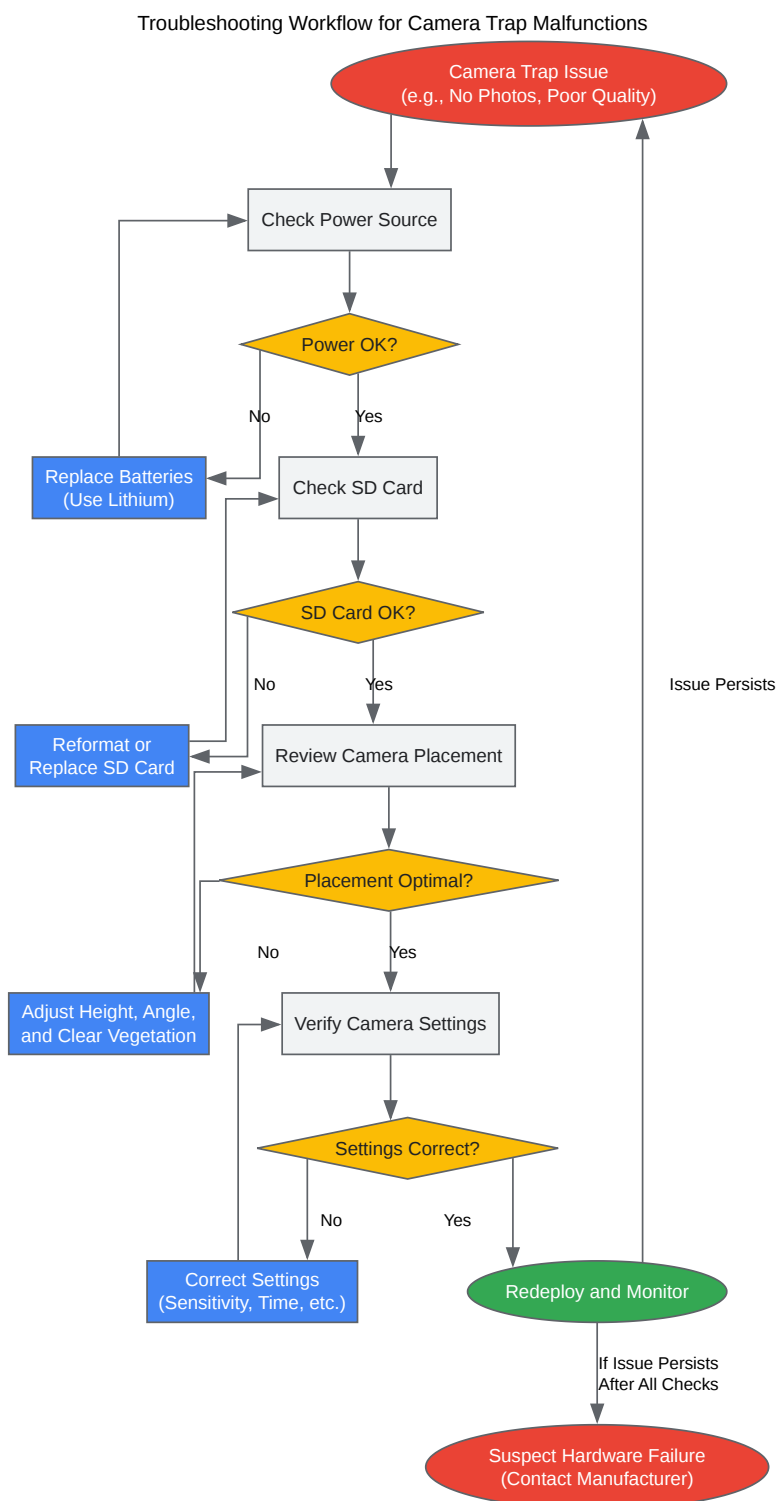 Troubleshooting Workflow for Camera Trap Malfunctions
Camera Trap Issue
(e.g., No Photos, Poor Quality)
Check Power Source
Power OK?
No
Yes
Replace Batteries
(Use Lithium)
Check SD Card
SD Card OK?
No
Yes
Issue Persists
Reformat or
Replace SD Card
Review Camera Placement
Placement Optimal?
No
Yes
Adjust Height, Angle,
and Clear Vegetation
Verify Camera Settings
Settings Correct?
No
Yes
Correct Settings
(Sensitivity, Time, etc.)
Redeploy and Monitor
If Issue Persists
After All Checks
Suspect Hardware Failure
(Contact Manufacturer)